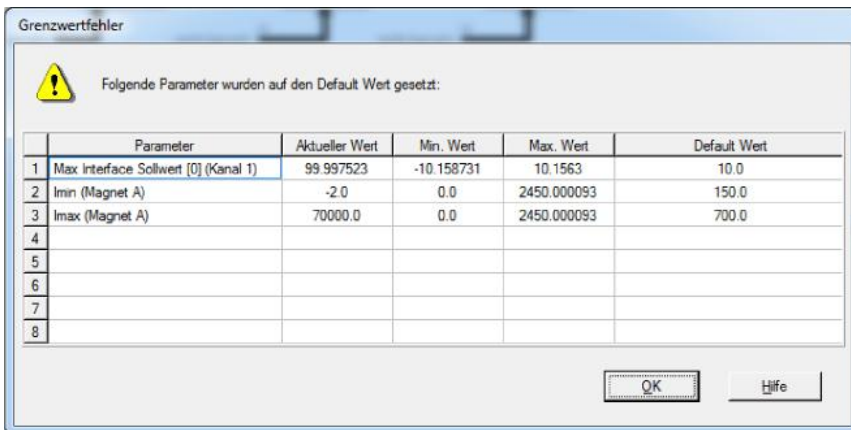 Grenzwertfehler
Folgende Parameter wurden auf den Default Wert gesetzt:
Parameter Aktueller Wert Min. Wert Max. Wert Default Wert
1 Max Interface Sollwert [0] (Kanal 1) 99.997523 -10.158731 10.1563 10.0
2 Imin (Magnet A) -2.0 0.0 2450.000093 150.0
3 Imax (Magnet A) 70000.0 0.0 2450.000093 700.0
4
5
6
7
8
OK Hilfe